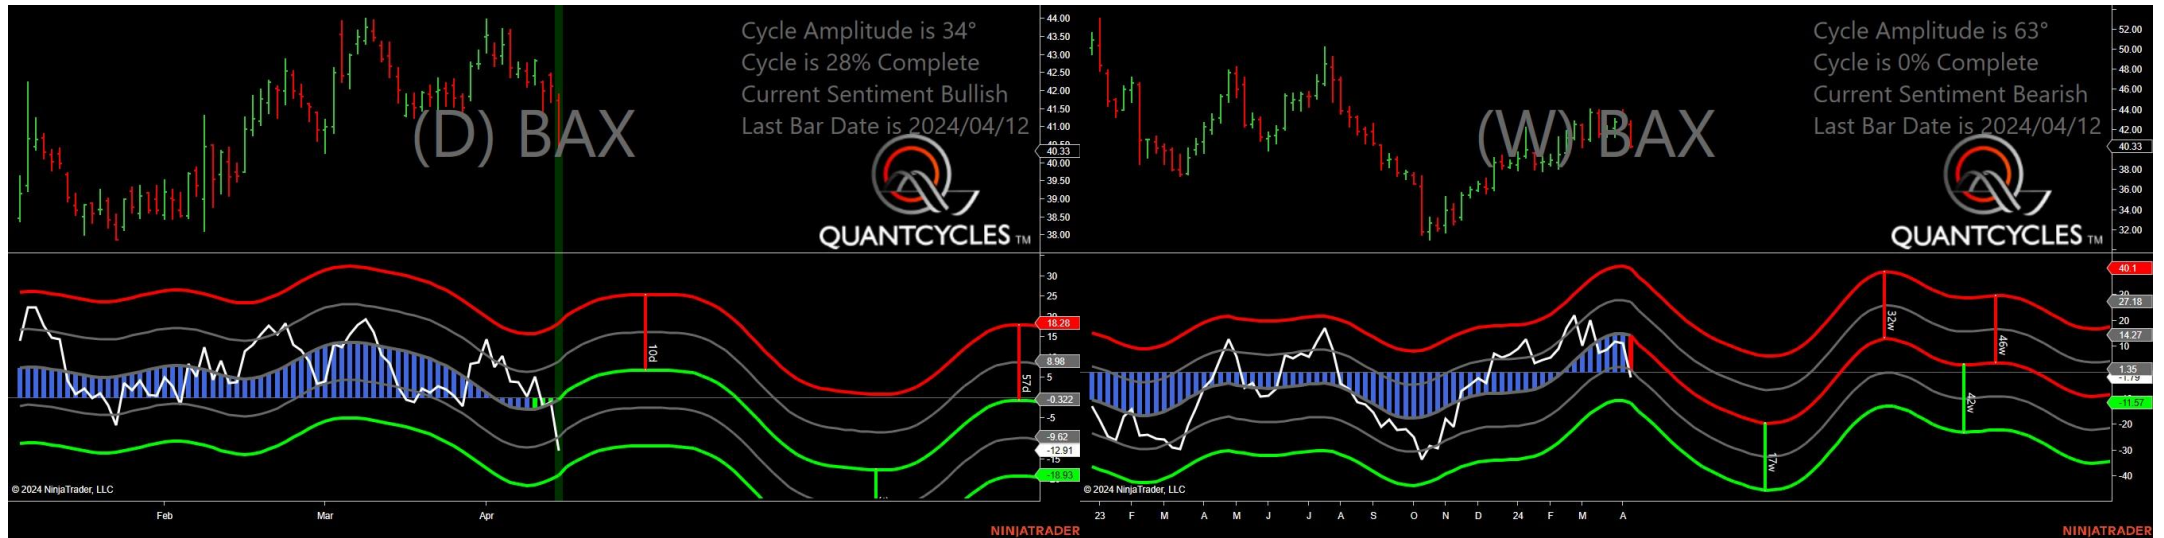 Cycle Amplitude is 34°
Cycle is 28% Complete
Current Sentiment Bullish
Last Bar Date is 2024/04/12
(D) BAX
QUANTCYCLES TM
44.00
43.50
43.00
42.50
42.00
41.50
41.00
40.33
40.00
39.50
39.00
38.50
38.00
30
25
18.28
15
8.98
5
-0.322
-5
-9.62
-12.91
-15
-18.93
10d
57d
© 2024 NinjaTrader, LLC
Feb Mar Apr
NINJATRADER
Cycle Amplitude is 63°
Cycle is 0% Complete
Current Sentiment Bearish
Last Bar Date is 2024/04/12
(W) BAX
QUANTCYCLES TM
52.00
50.00
48.00
46.00
44.00
42.00
40.33
38.00
36.00
34.00
32.00
40.1
27.18
20
14.27
10
1.35
-1.79
-11.57
-20
-30
-40
32w
46w
42w
17w
© 2024 NinjaTrader, LLC
23 F M A M J J A S O N D 24 F M A
NINJATRADER